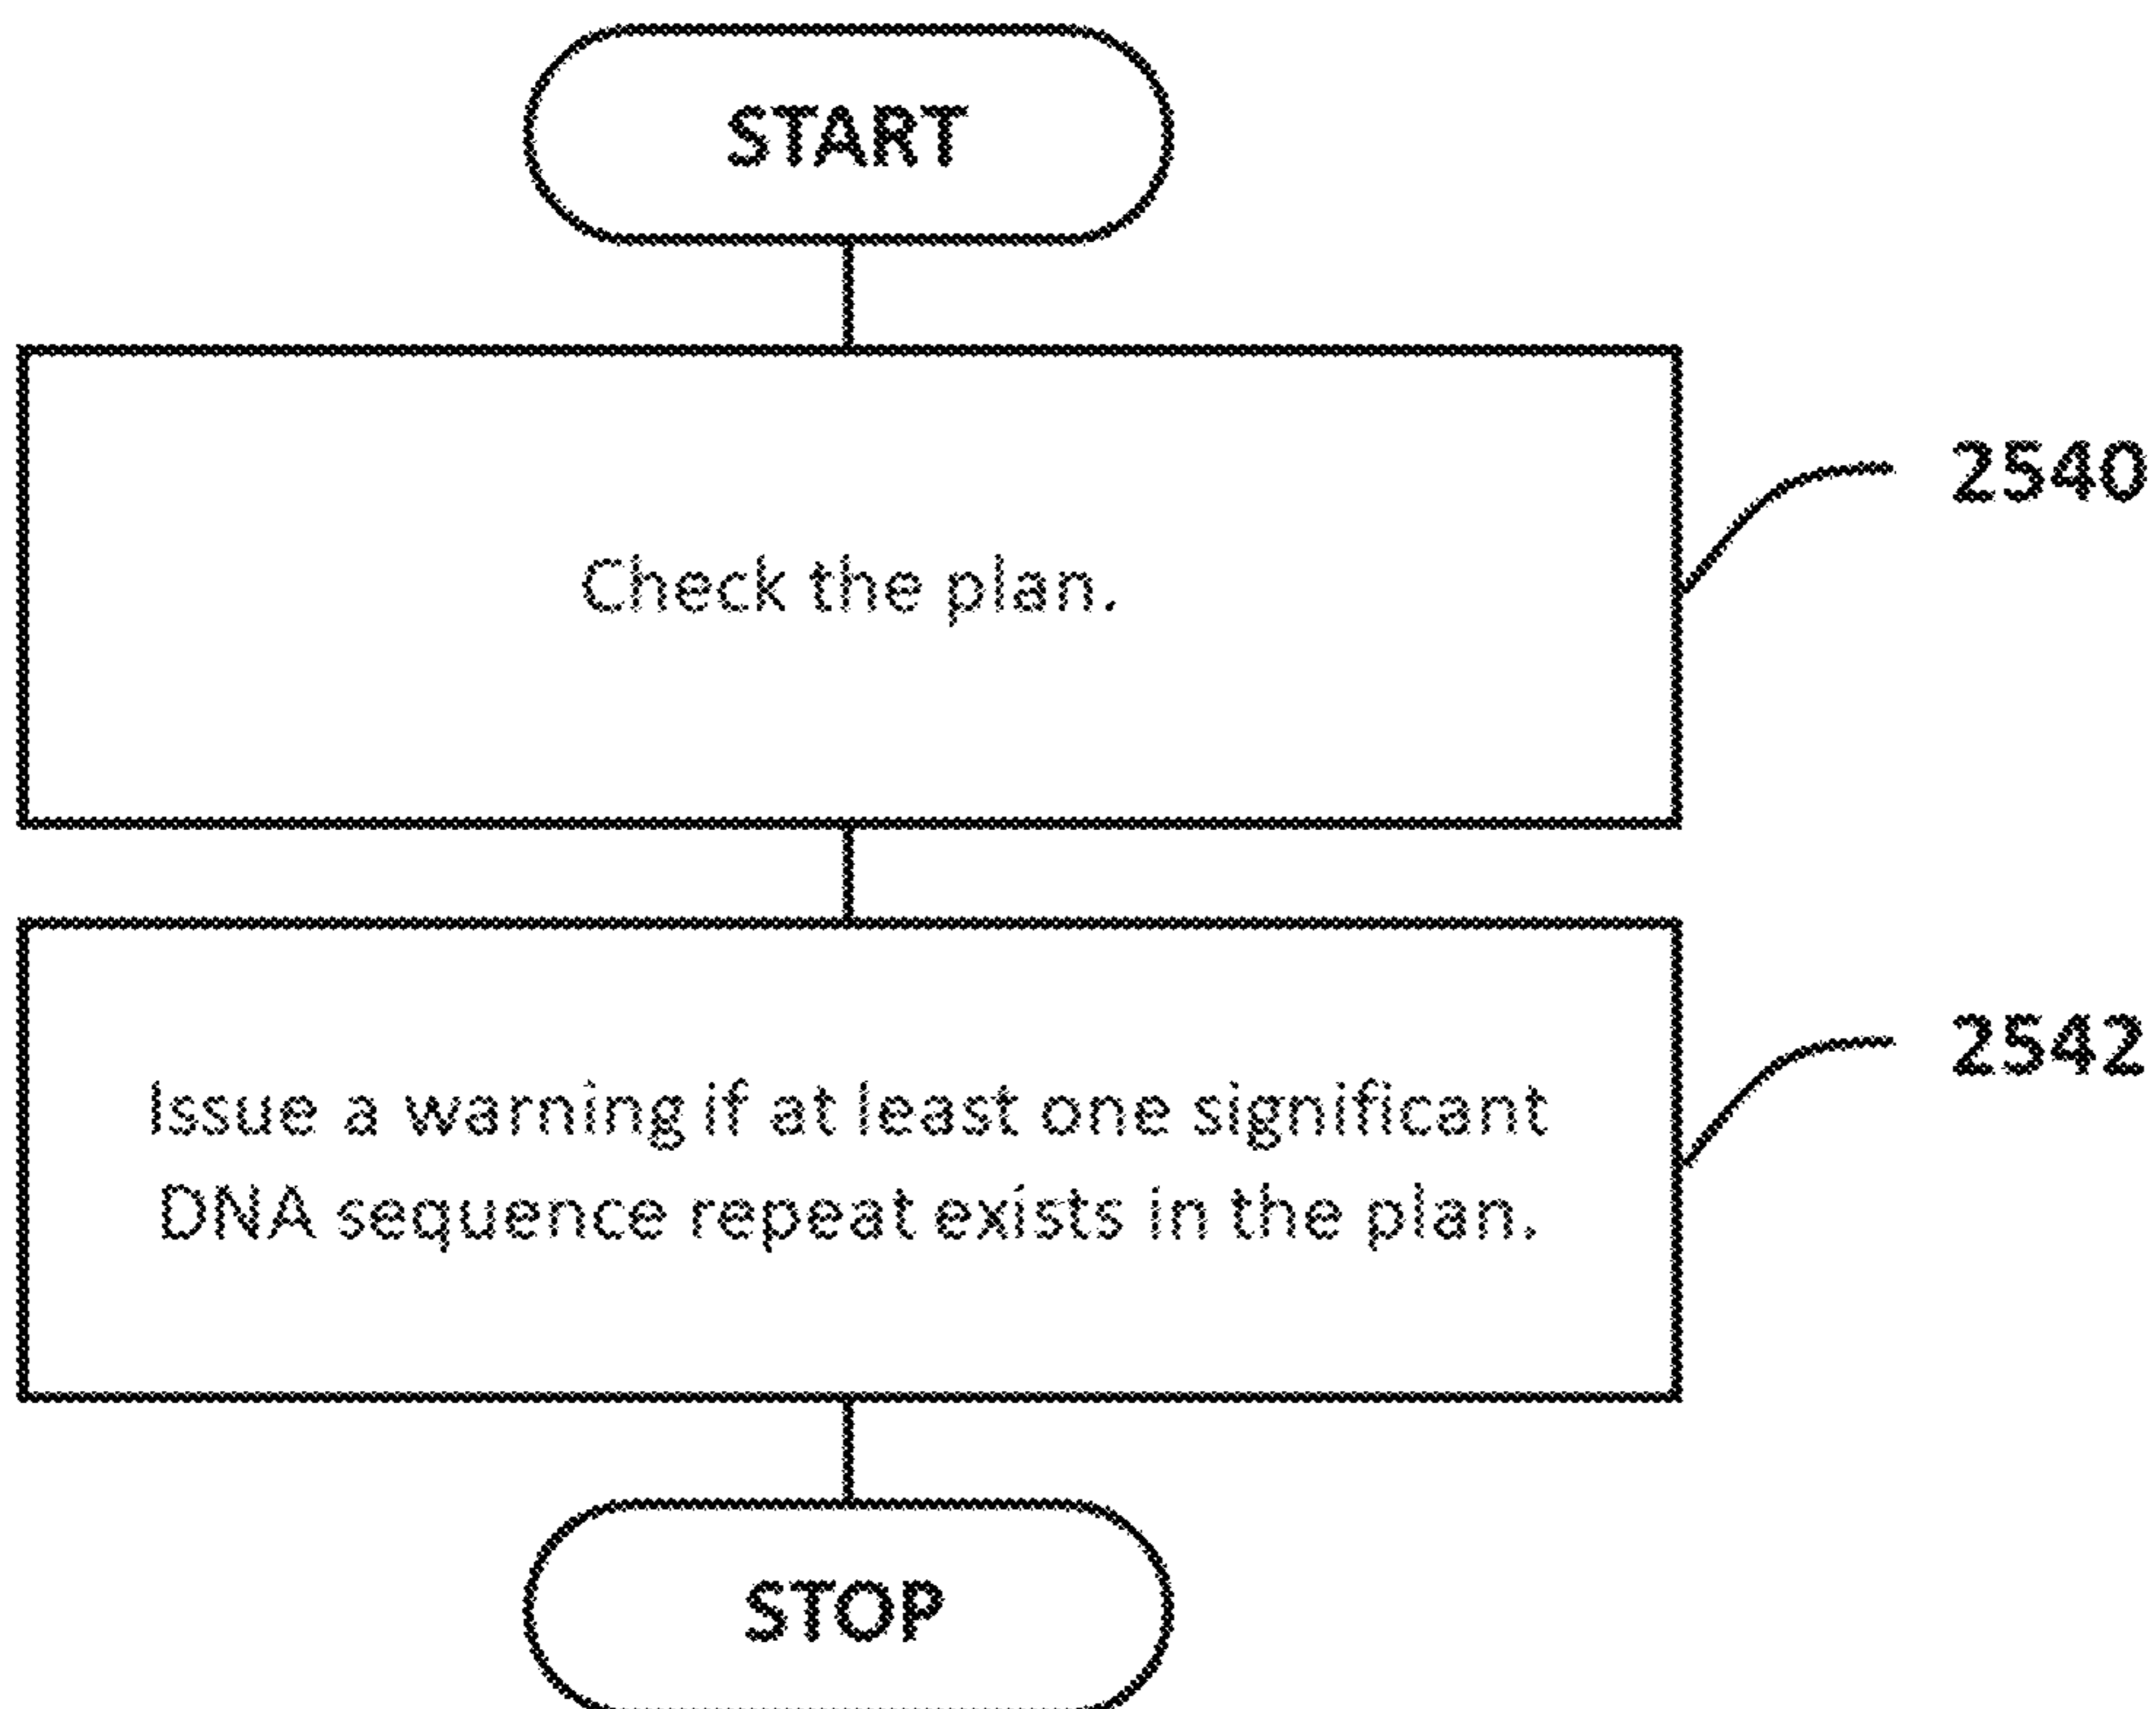 START
2540
Check the plan.
2542
Issue a warning if at least one significant
DNA sequence repeat exists in the plan.
STOP